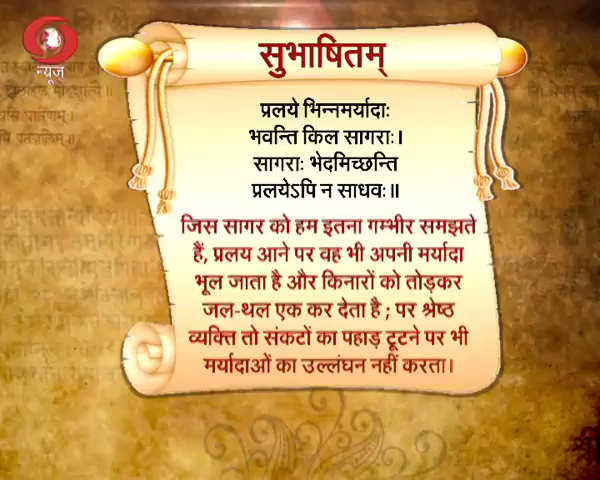 न्यूज़
सुभाषितम्
प्रलये भिन्नमर्यादाः
भवन्ति किल सागराः।
सागराः भेदमिच्छन्ति
प्रलयेऽपि न साधवः॥
जिस सागर को हम इतना गम्भीर समझते
हैं, प्रलय आने पर वह भी अपनी मर्यादा
भूल जाता है और किनारों को तोड़कर
जल-थल एक कर देता है ; पर श्रेष्ठ
व्यक्ति तो संकटों का पहाड़ टूटने पर भी
मर्यादाओं का उल्लंघन नहीं करता।